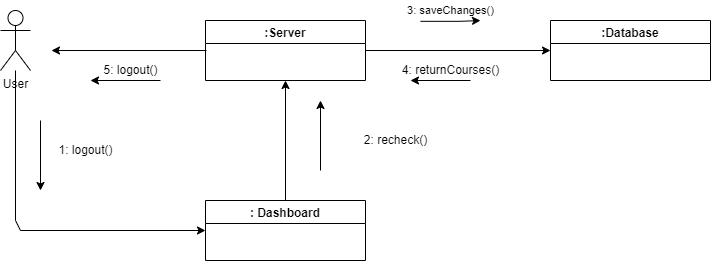 3: saveChanges()
:Server
:Database
5: logout()
4: returnCourses()
User
1: logout()
2: recheck()
: Dashboard